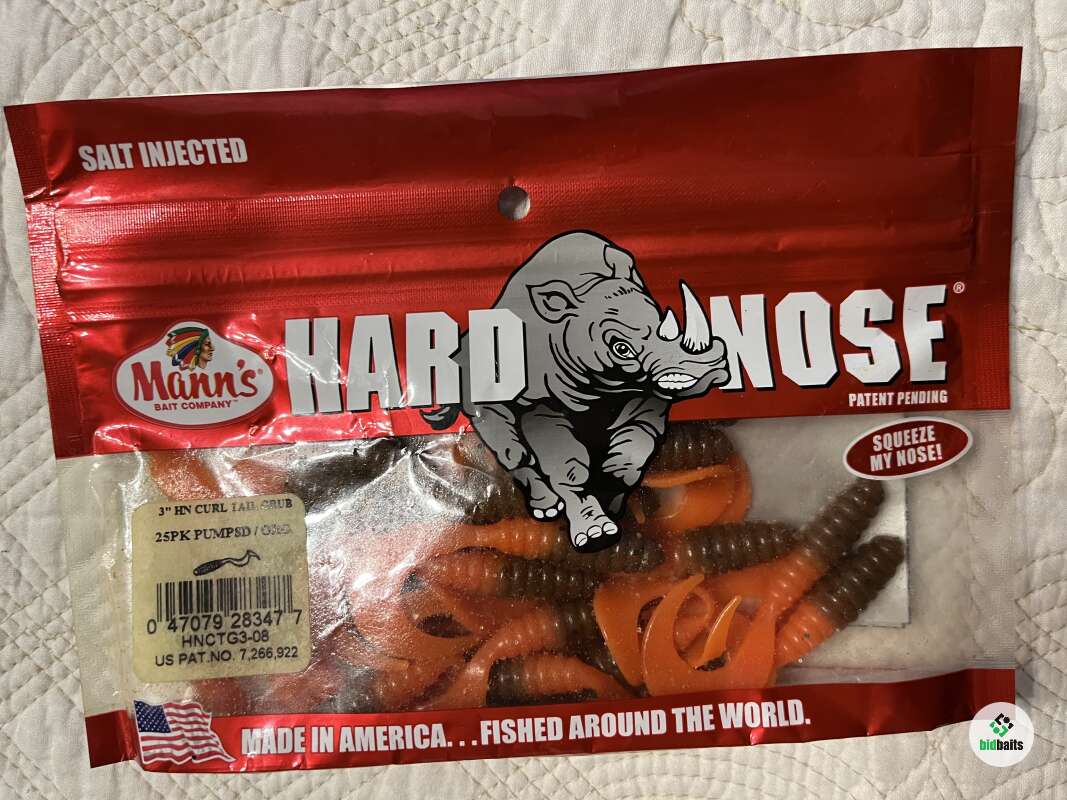 SALT INJECTED
HARD NOSE®
Mann's®
BAIT COMPANY™
PATENT PENDING
SQUEEZE
MY NOSE!
3" HN CURL TAIL GRUB
25PK PUMPSD /
0 47079 28347 7
HNCTG3-08
US PAT.NO. 7,266,922
MADE IN AMERICA. . .FISHED AROUND THE WORLD.
bidbaits